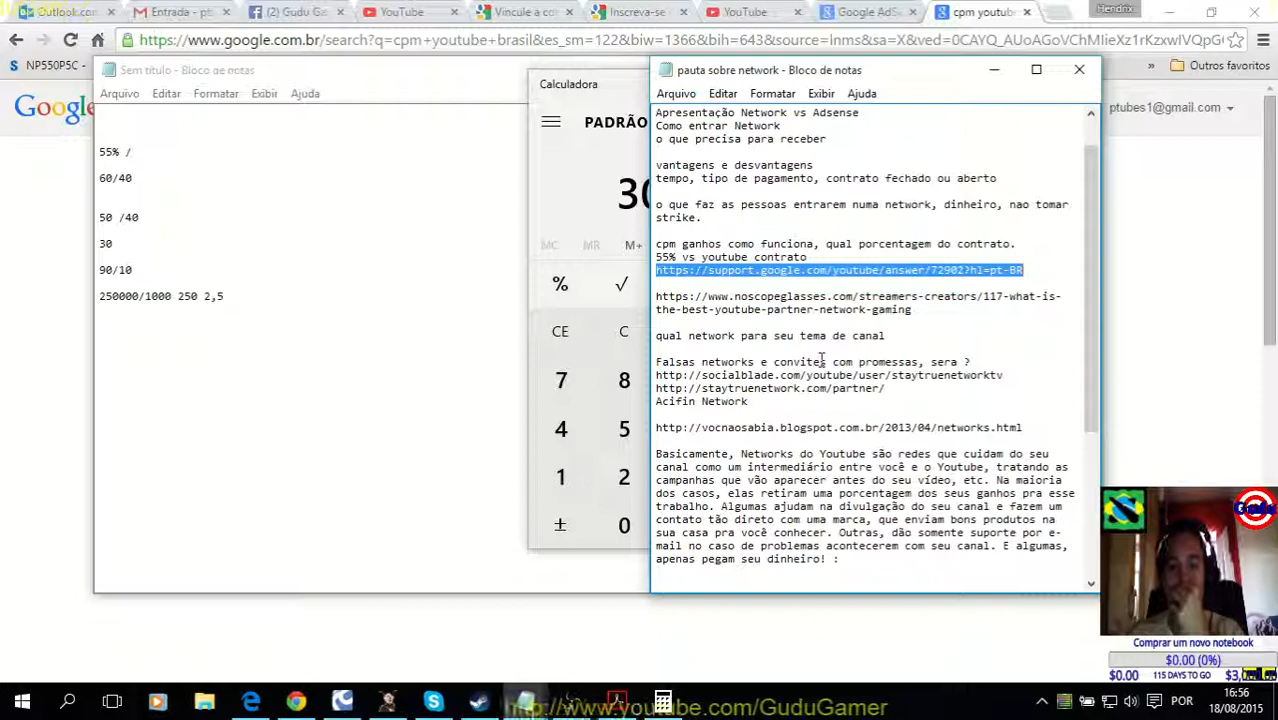 Outlook.com
Entrada - pt
Gudu Ga
YouTube
Vincule a co
Inscreva-se
YouTube
Google AdS
cpm youtub
Hendrix
https://www.google.com.br/search?q=cpm+youtube+brasil&es_sm=122&biw=1366&bih=643&source=lnms&sa=X&ved=0CAYQ_AUoAGoVChMIieXz1rKzxwIVQpG
NP550P5C
Outros favoritos
Goo
ptubes1@gmail.com
Sem título - Bloco de notas
Arquivo Editar Formatar Exibir Ajuda
55% /
60/40
50 /40
30
90/10
250000/1000 250 2,5
Calculadora
PADRÃO
30
MC MR M+
% √
CE C
7 8
4 5
1 2
± 0
pauta sobre network - Bloco de notas
Arquivo Editar Formatar Exibir Ajuda
Apresentação Network vs Adsense
Como entrar Network
o que precisa para receber
vantagens e desvantagens
tempo, tipo de pagamento, contrato fechado ou aberto
o que faz as pessoas entrarem numa network, dinheiro, nao tomar
strike.
cpm ganhos como funciona, qual porcentagem do contrato.
55% vs youtube contrato
https://support.google.com/youtube/answer/72902?hl=pt-BR
https://www.noscopeglasses.com/streamers-creators/117-what-is-
the-best-youtube-partner-network-gaming
qual network para seu tema de canal
Falsas networks e convites com promessas, sera ?
http://socialblade.com/youtube/user/staytruenetworktv
http://staytruenetwork.com/partner/
Acifin Network
http://vocnaosabia.blogspot.com.br/2013/04/networks.html
Basicamente, Networks do Youtube são redes que cuidam do seu
canal como um intermediário entre você e o Youtube, tratando as
campanhas que vão aparecer antes do seu vídeo, etc. Na maioria
dos casos, elas retiram uma porcentagem dos seus ganhos pra esse
trabalho. Algumas ajudam na divulgação do seu canal e fazem um
contato tão direto com uma marca, que enviam bons produtos na
sua casa pra você conhecer. Outras, dão somente suporte por e-
mail no caso de problemas acontecerem com seu canal. E algumas,
apenas pegam seu dinheiro! :
Gudu
Comprar um novo notebook
$0.00 (0%)
$0.00 115 DAYS TO GO
http://www.youtube.com/GuduGamer
POR
16:56
18/08/2015